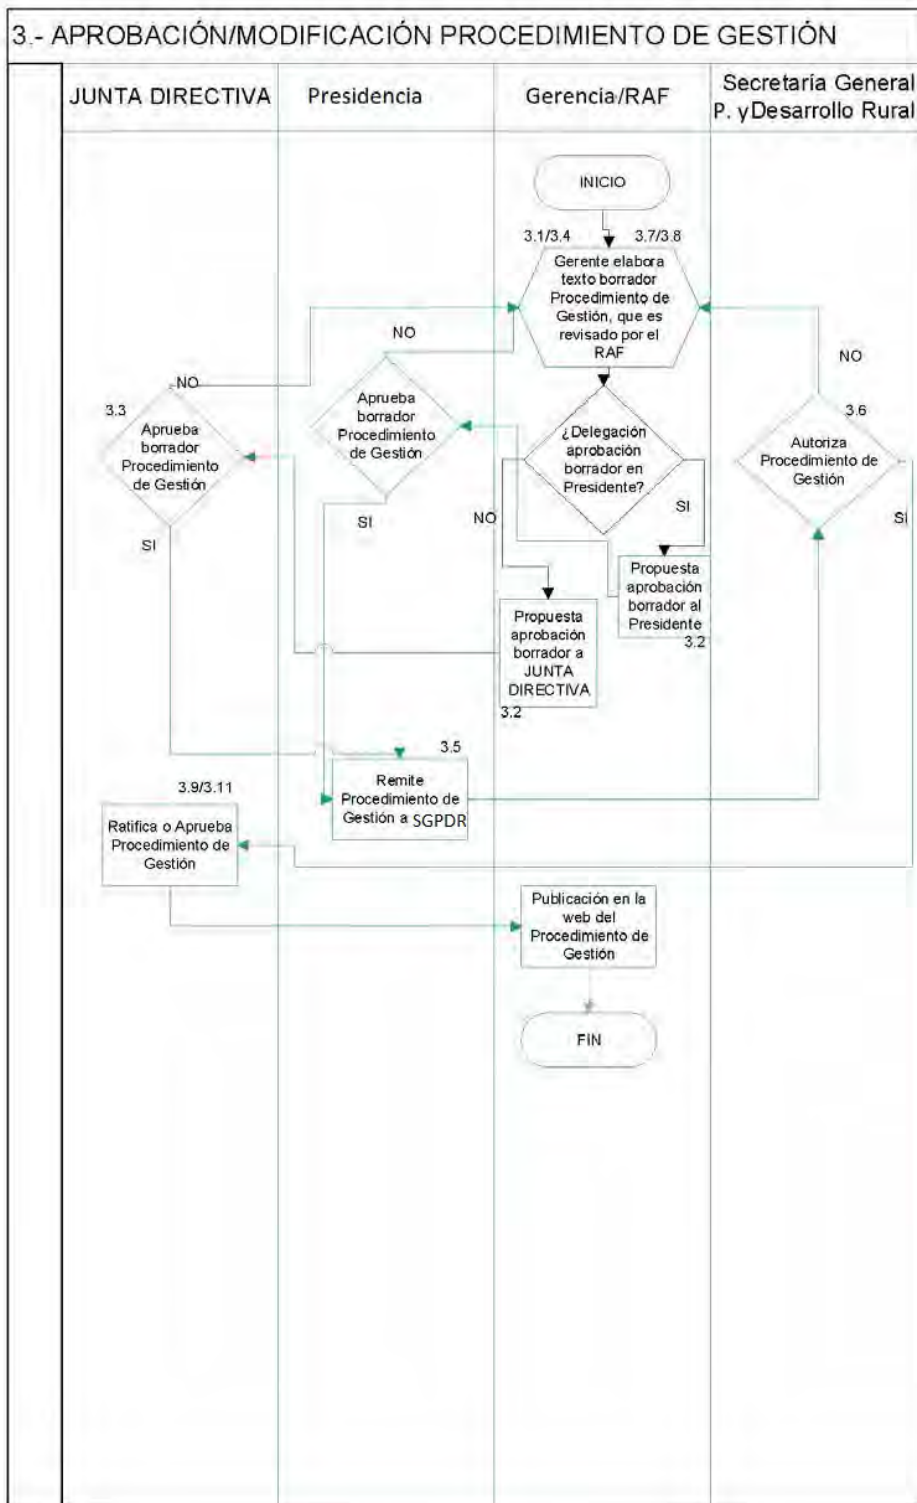 3.- APROBACIÓN/MODIFICACIÓN PROCEDIMIENTO DE GESTIÓN
JUNTA DIRECTIVA
Presidencia
Gerencia/RAF
Secretaría General
P. yDesarrollo Rural
INICIO
3.1/3.4
3.7/3.8
Gerente elabora
texto borrador
Procedimiento de
Gestión, que es
revisado por el
RAF
NO
NO
NO
3.3
Aprueba
borrador
Procedimiento
de Gestión
Aprueba
borrador
Procedimiento
de Gestión
¿Delegación
aprobación
borrador en
Presidente?
3.6
Autoriza
Procedimiento de
Gestión
SI
SI
NO
SI
SI
Propuesta
aprobación
borrador al
Presidente
3.2
Propuesta
aprobación
borrador a
JUNTA
DIRECTIVA
3.2
3.5
Remite
Procedimiento de
Gestión a SGPDR
3.9/3.11
Ratifica o Aprueba
Procedimiento de
Gestión
Publicación en la
web del
Procedimiento de
Gestión
FIN